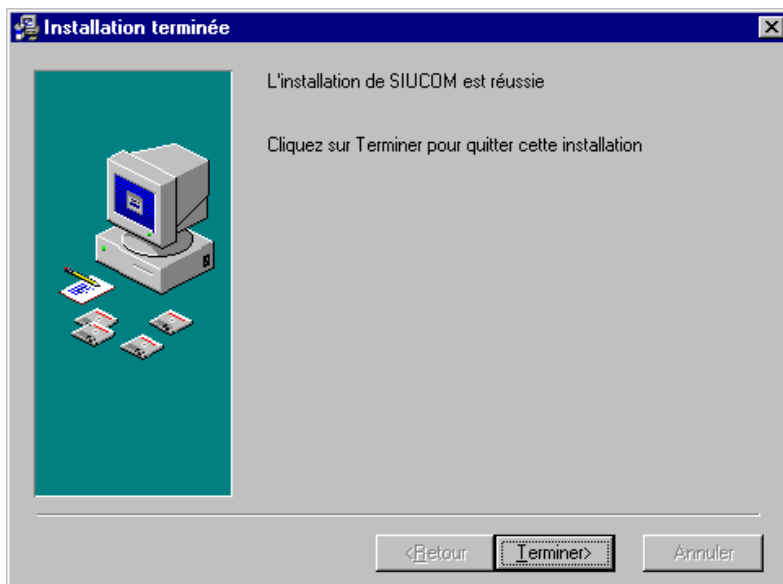 Installation terminée
L'installation de SIUCOM est réussie
Cliquez sur Terminer pour quitter cette installation
<Retour
Terminer>
Annuler